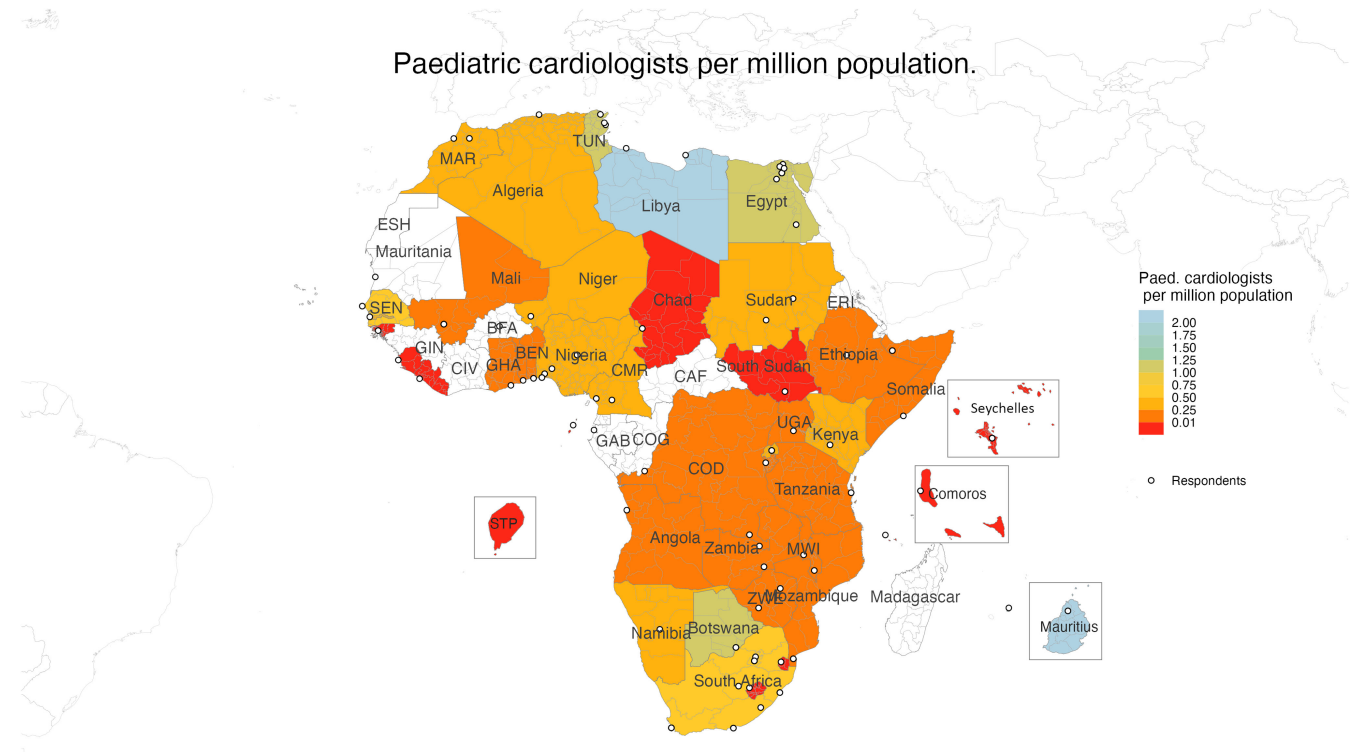 Paediatric cardiologists per million population.
TUN
MAR
Algeria
Libya
Egypt
ESH
Mauritania
Mali
Niger
Chad
Sudan
ERI
SEN
BFA
GIN
BEN
Nigeria
CIV
GHA
CMR
CAF
South Sudan
Ethiopia
Somalia
UGA
Kenya
GAB
COG
COD
Tanzania
Angola
Zambia
MWI
ZWE
Mozambique
Madagascar
Namibia
Botswana
South Africa
STP
Seychelles
Comoros
Mauritius
Paed. cardiologists
per million population
2.00
1.75
1.50
1.25
1.00
0.75
0.50
0.25
0.01
Respondents